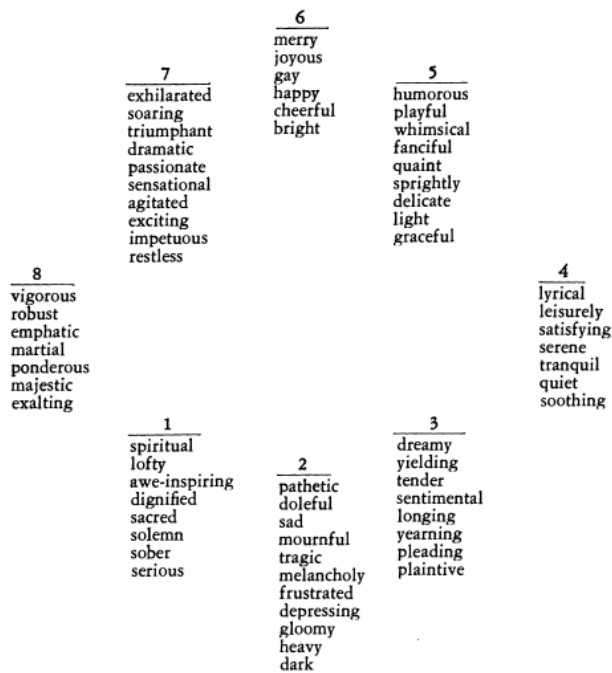 6
merry
joyous
gay
happy
cheerful
bright
7
exhilarated
soaring
triumphant
dramatic
passionate
sensational
agitated
exciting
impetuous
restless
5
humorous
playful
whimsical
fanciful
quaint
sprightly
delicate
light
graceful
8
vigorous
robust
emphatic
martial
ponderous
majestic
exalting
4
lyrical
leisurely
satisfying
serene
tranquil
quiet
soothing
1
spiritual
lofty
awe-inspiring
dignified
sacred
solemn
sober
serious
2
pathetic
doleful
sad
mournful
tragic
melancholy
frustrated
depressing
gloomy
heavy
dark
3
dreamy
yielding
tender
sentimental
longing
yearning
pleading
plaintive